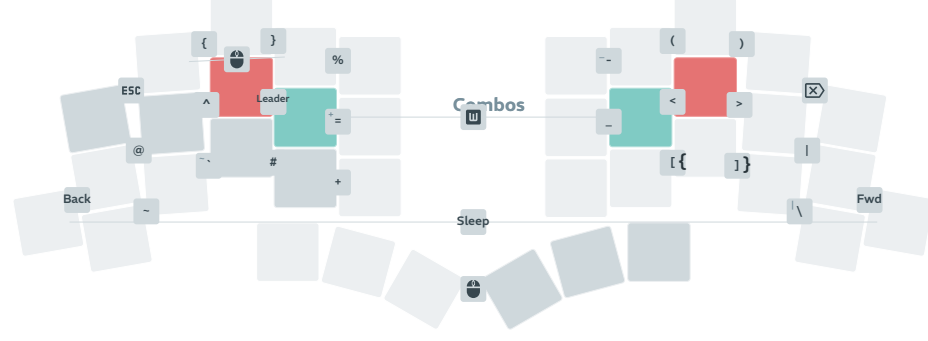 { } ( )
% ¯-
ESC
^ Leader Combos < >
+= W _
@ |
~` # [{ ]}
+
Back Fwd
~ |\
Sleep